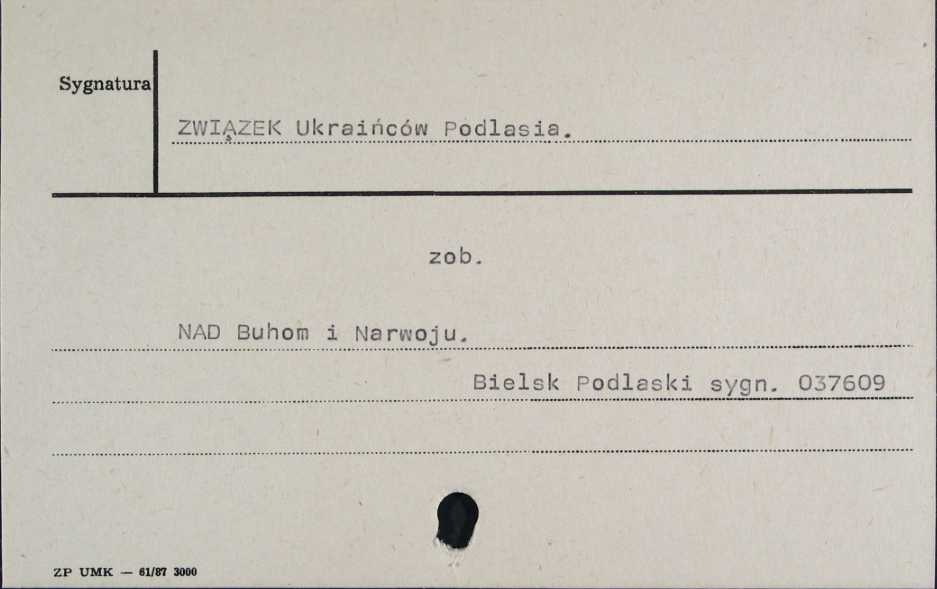 Sygnatura
ZWIĄZEK Ukraińców Podlasia.
zob.
NAD Buhom i Narwoju.
Bielsk Podlaski sygn. 037609
ZP UMK — 61/87 3000